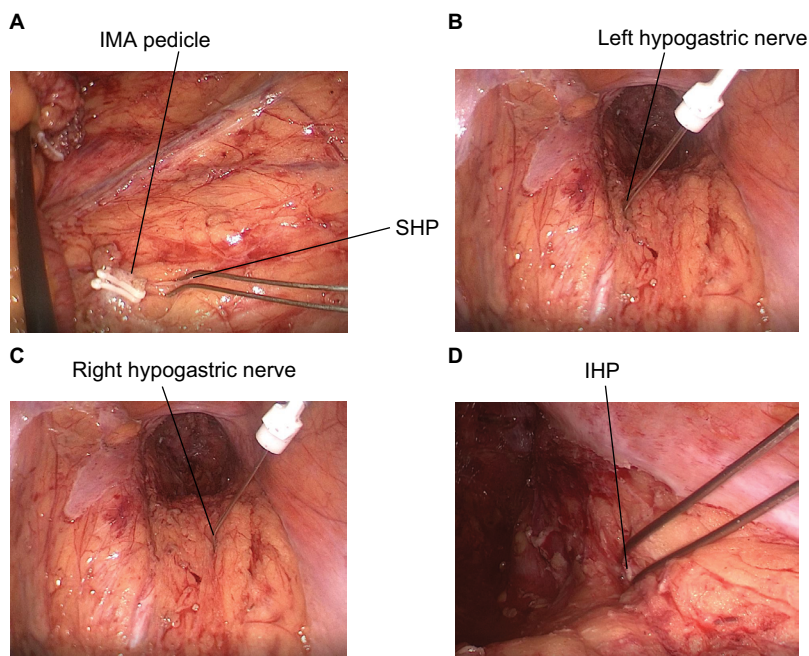 A
IMA pedicle
SHP
B
Left hypogastric nerve
C
Right hypogastric nerve
D
IHP